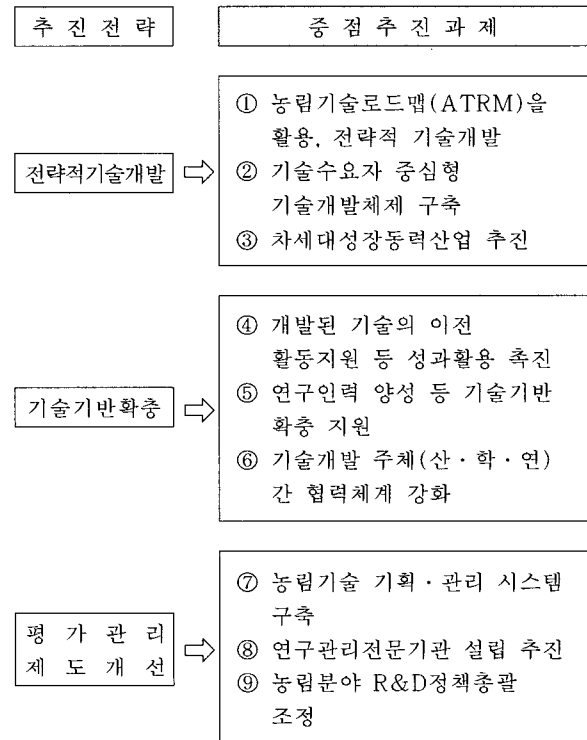 추 진 전 략
중 점 추 진 과 제
전략적기술개발
① 농림기술로드맵(ATRM)을
활용, 전략적 기술개발
② 기술수요자 중심형
기술개발체제 구축
③ 차세대성장동력산업 추진
기술기반확충
④ 개발된 기술의 이전
활동지원 등 성과활용 촉진
⑤ 연구인력 양성 등 기술기반
확충 지원
⑥ 기술개발 주체(산·학·연)
간 협력체계 강화
평 가 관 리
제 도 개 선
⑦ 농림기술 기획·관리 시스템
구축
⑧ 연구관리전문기관 설립 추진
⑨ 농림분야 R&D정책총괄
조정